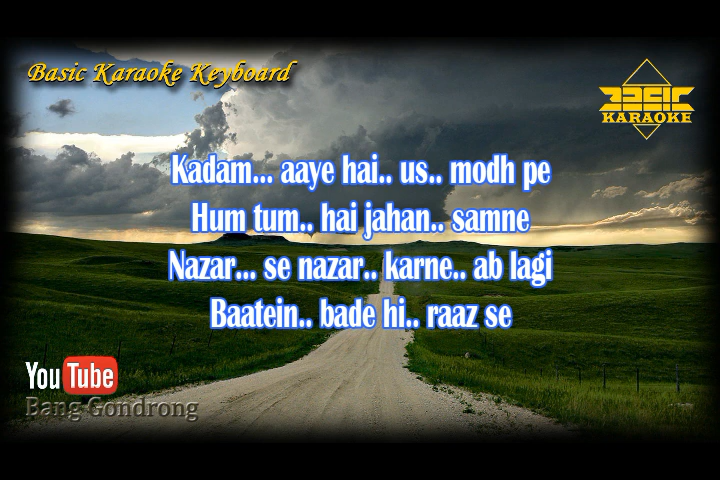 Basic Karaoke Keyboard
BASIC
KARAOKE
Kadam... aaye hai.. us.. modh pe
Hum tum.. hai jahan.. samne
Nazar... se nazar.. karne.. ab lagi
Baatein.. bade hi.. raaz se
YouTube
Bang Gondrong